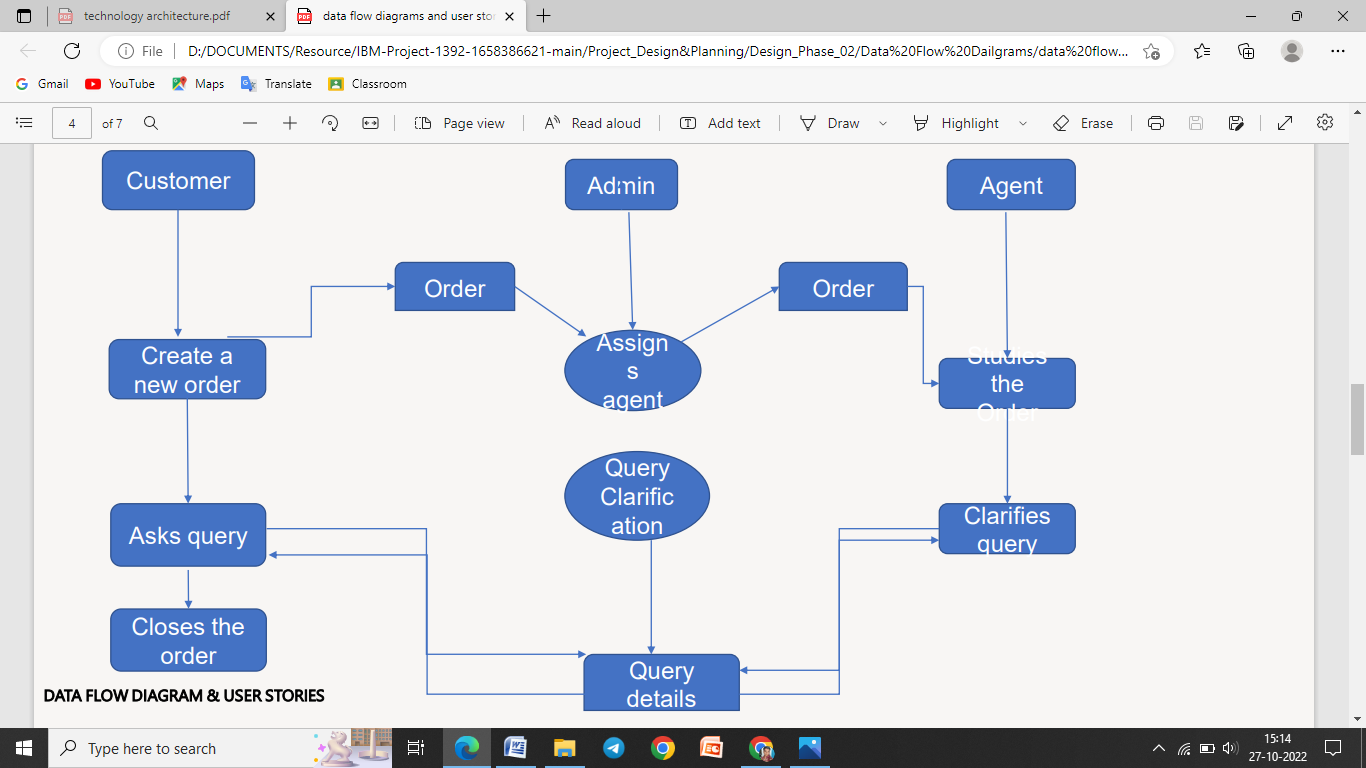 technology architecture.pdf
data flow diagrams and user sto
File
D:/DOCUMENTS/Resource/IBM-Project-1392-1658386621-main/Project_Design&Planning/Design_Phase_02/Data%20Flow%20Dailgrams/data%20flow...
Gmail
YouTube
Maps
Translate
Classroom
4
of 7
Page view
Read aloud
Add text
Draw
Highlight
Erase
Customer
Admin
Agent
Order
Order
Create a
new order
Assign
s
agent
Studies
the
Order
Query
Clarific
ation
Asks query
Clarifies
query
Closes the
order
Query
details
DATA FLOW DIAGRAM & USER STORIES
Type here to search
15:14
27-10-2022